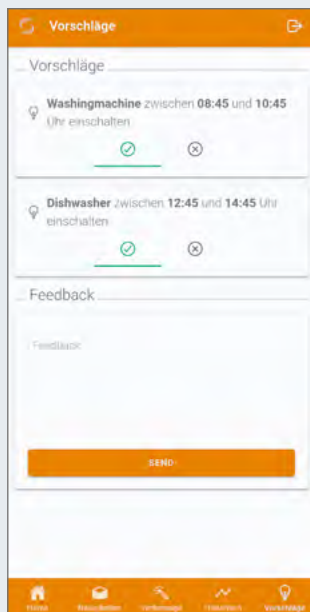 Vorschläge
Vorschläge
Washingmachine zwischen 08:45 und 10:45
Uhr einschalten
Dishwasher zwischen 12:45 und 14:45 Uhr
einschalten
Feedback
Feedback
SEND
Home Vorschläge